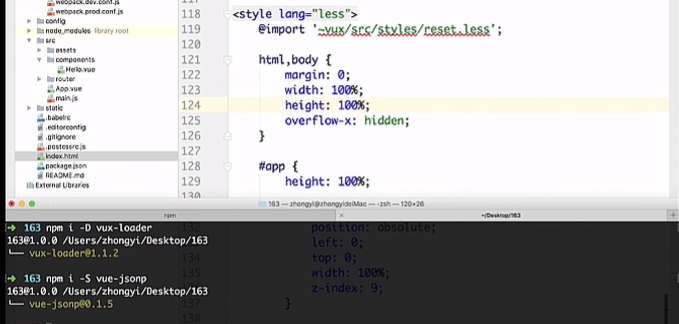 webpack.dev.conf.js
webpack.prod.conf.js
config
node_modules library root
src
assets
components
Hello.vue
router
App.vue
main.js
static
.babelrc
.editorconfig
.gitignore
.postcssrc.js
index.html
package.json
README.md
External Libraries
118 <style lang="less">
119 @import '~vux/src/styles/reset.less';
120
121 html,body {
122 margin: 0;
123 width: 100%;
124 height: 100%;
125 overflow-x: hidden;
126 }
127
128 #app {
129 height: 100%;
130
163 — zhongyi@zhongyideiMac — -zsh — 120×26
npm
~/Desktop/163
➜ 163 npm i -D vux-loader
163@1.0.0 /Users/zhongyi/Desktop/163
└── vux-loader@1.1.2
➜ 163 npm i -S vue-jsonp
163@1.0.0 /Users/zhongyi/Desktop/163
└── vue-jsonp@0.1.5
132 position: absolute;
left: 0;
134 top: 0;
135 width: 100%;
z-index: 9;
137 }
138